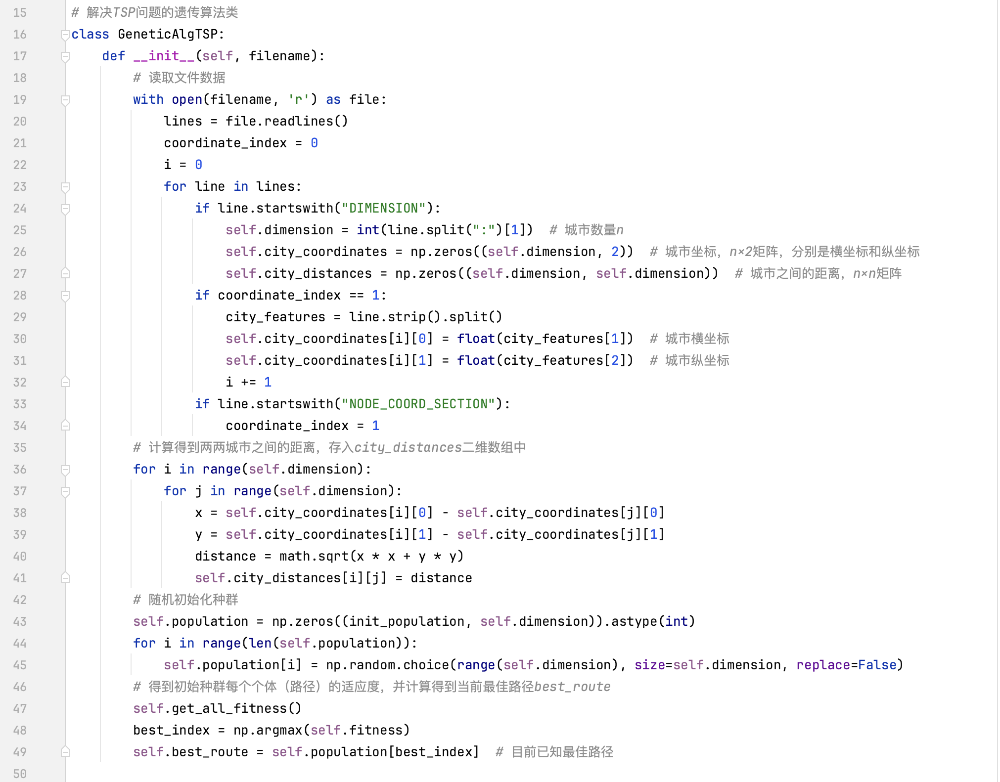 15 # 解决TSP问题的遗传算法类
16 class GeneticAlgTSP:
17     def __init__(self, filename):
18         # 读取文件数据
19         with open(filename, 'r') as file:
20             lines = file.readlines()
21             coordinate_index = 0
22             i = 0
23             for line in lines:
24                 if line.startswith("DIMENSION"):
25                     self.dimension = int(line.split(":")[1])  # 城市数量n
26                     self.city_coordinates = np.zeros((self.dimension, 2))  # 城市坐标，n×2矩阵，分别是横坐标和纵坐标
27                     self.city_distances = np.zeros((self.dimension, self.dimension))  # 城市之间的距离，n×n矩阵
28                 if coordinate_index == 1:
29                     city_features = line.strip().split()
30                     self.city_coordinates[i][0] = float(city_features[1])  # 城市横坐标
31                     self.city_coordinates[i][1] = float(city_features[2])  # 城市纵坐标
32                     i += 1
33                 if line.startswith("NODE_COORD_SECTION"):
34                     coordinate_index = 1
35         # 计算得到两两城市之间的距离，存入city_distances二维数组中
36         for i in range(self.dimension):
37             for j in range(self.dimension):
38                 x = self.city_coordinates[i][0] - self.city_coordinates[j][0]
39                 y = self.city_coordinates[i][1] - self.city_coordinates[j][1]
40                 distance = math.sqrt(x * x + y * y)
41                 self.city_distances[i][j] = distance
42         # 随机初始化种群
43         self.population = np.zeros((init_population, self.dimension)).astype(int)
44         for i in range(len(self.population)):
45             self.population[i] = np.random.choice(range(self.dimension), size=self.dimension, replace=False)
46         # 得到初始种群每个个体（路径）的适应度，并计算得到当前最佳路径best_route
47         self.get_all_fitness()
48         best_index = np.argmax(self.fitness)
49         self.best_route = self.population[best_index]  # 目前已知最佳路径
50